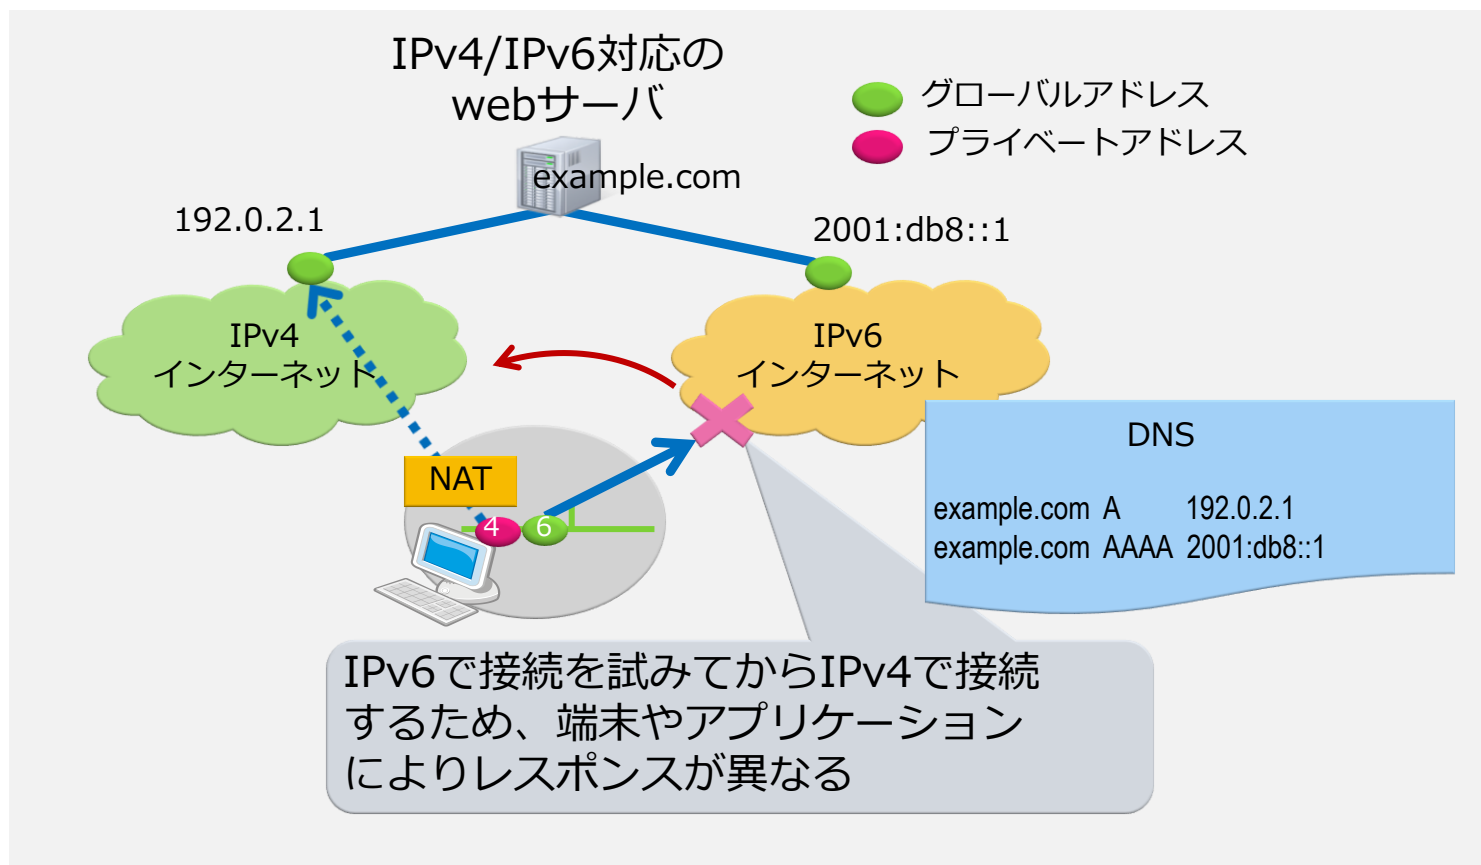 IPv4/IPv6対応の
webサーバ
グローバルアドレス
プライベートアドレス
example.com
192.0.2.1
2001:db8::1
IPv4
インターネット
IPv6
インターネット
DNS
NAT
4
6
example.com A 192.0.2.1
example.com AAAA 2001:db8::1
IPv6で接続を試みてからIPv4で接続
するため、端末やアプリケーション
によりレスポンスが異なる